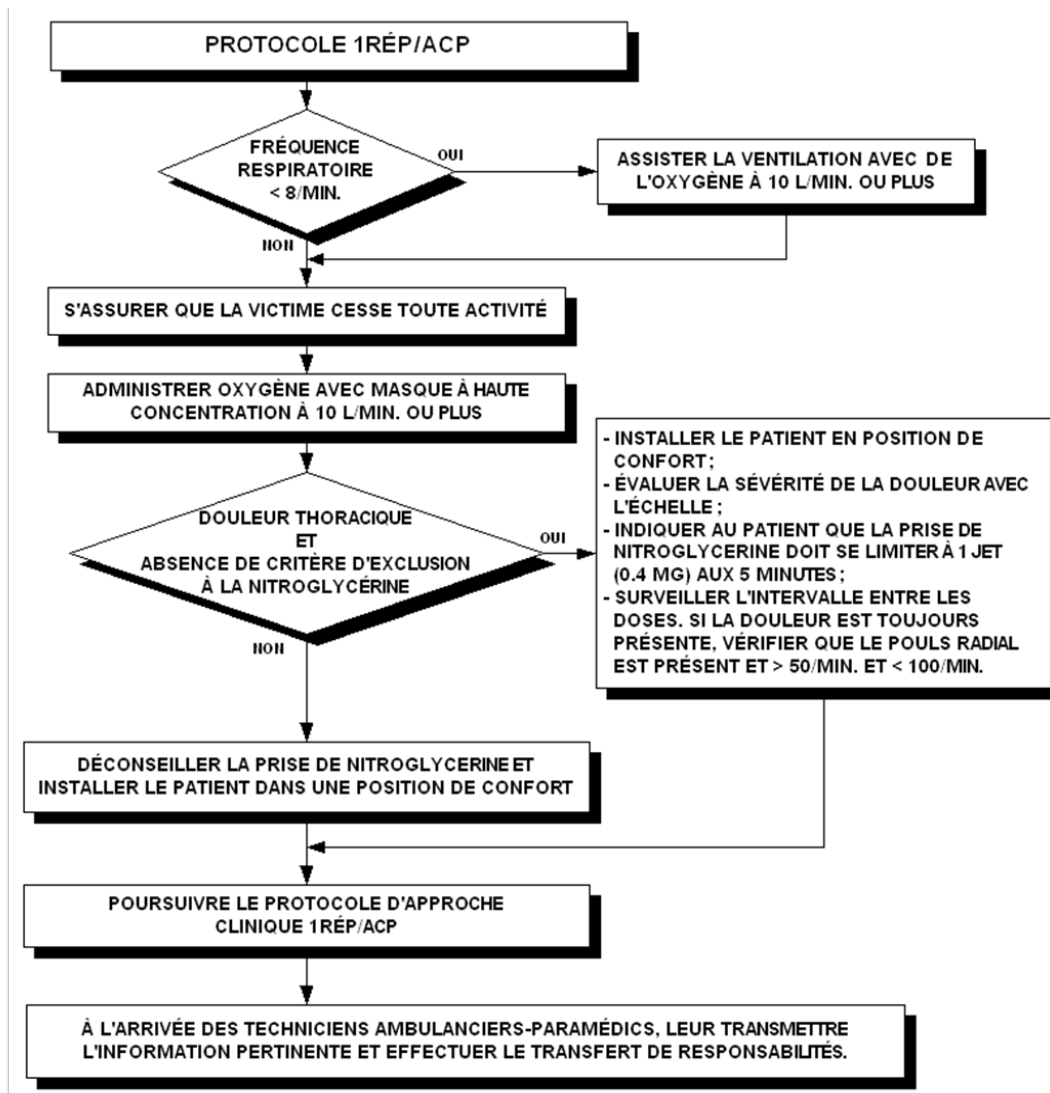 PROTOCOLE 1RÉP/ACP
FRÉQUENCE
RESPIRATOIRE
< 8/MIN.
OUI
ASSISTER LA VENTILATION AVEC DE
L'OXYGÈNE À 10 L/MIN. OU PLUS
NON
S'ASSURER QUE LA VICTIME CESSE TOUTE ACTIVITÉ
ADMINISTRER OXYGÈNE AVEC MASQUE À HAUTE
CONCENTRATION À 10 L/MIN. OU PLUS
DOULEUR THORACIQUE
ET
ABSENCE DE CRITÈRE D'EXCLUSION
À LA NITROGLYCÉRINE
OUI
- INSTALLER LE PATIENT EN POSITION DE
CONFORT ;
- ÉVALUER LA SÉVÉRITÉ DE LA DOULEUR AVEC
L'ÉCHELLE ;
- INDIQUER AU PATIENT QUE LA PRISE DE
NITROGLYCERINE DOIT SE LIMITER À 1 JET
(0.4 MG) AUX 5 MINUTES ;
- SURVEILLER L'INTERVALLE ENTRE LES
DOSES. SI LA DOULEUR EST TOUJOURS
PRÉSENTE, VÉRIFIER QUE LE POULS RADIAL
EST PRÉSENT ET > 50/MIN. ET < 100/MIN.
NON
DÉCONSEILLER LA PRISE DE NITROGLYCERINE ET
INSTALLER LE PATIENT DANS UNE POSITION DE CONFORT
POURSUIVRE LE PROTOCOLE D'APPROCHE
CLINIQUE 1RÉP/ACP
À L'ARRIVÉE DES TECHNICIENS AMBULANCIERS-PARAMÉDICS, LEUR TRANSMETTRE
L'INFORMATION PERTINENTE ET EFFECTUER LE TRANSFERT DE RESPONSABILITÉS.